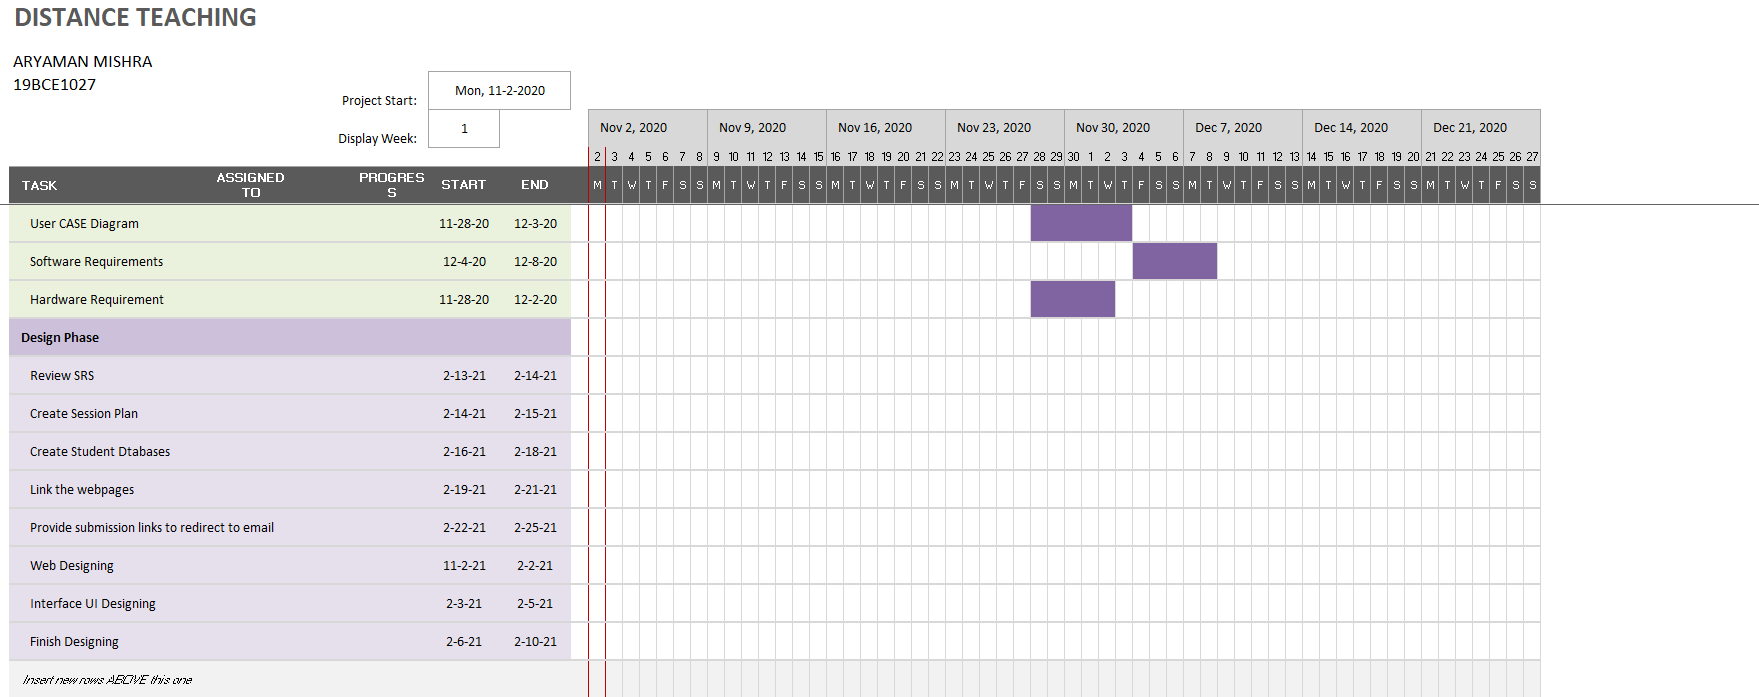 DISTANCE TEACHING
ARYAMAN MISHRA
19BCE1027
Project Start: Mon, 11-2-2020
Display Week: 1
Nov 2, 2020 Nov 9, 2020 Nov 16, 2020 Nov 23, 2020 Nov 30, 2020 Dec 7, 2020 Dec 14, 2020 Dec 21, 2020
2 3 4 5 6 7 8 9 10 11 12 13 14 15 16 17 18 19 20 21 22 23 24 25 26 27 28 29 30 1 2 3 4 5 6 7 8 9 10 11 12 13 14 15 16 17 18 19 20 21 22 23 24 25 26 27
TASK ASSIGNED TO PROGRESS START END M T W T F S S M T W T F S S M T W T F S S M T W T F S S M T W T F S S M T W T F S S M T W T F S S M T W T F S S
User CASE Diagram 11-28-20 12-3-20
Software Requirements 12-4-20 12-8-20
Hardware Requirement 11-28-20 12-2-20
Design Phase
Review SRS 2-13-21 2-14-21
Create Session Plan 2-14-21 2-15-21
Create Student Dtabases 2-16-21 2-18-21
Link the webpages 2-19-21 2-21-21
Provide submission links to redirect to email 2-22-21 2-25-21
Web Designing 11-2-21 2-2-21
Interface UI Designing 2-3-21 2-5-21
Finish Designing 2-6-21 2-10-21
Insert new rows ABOVE this one